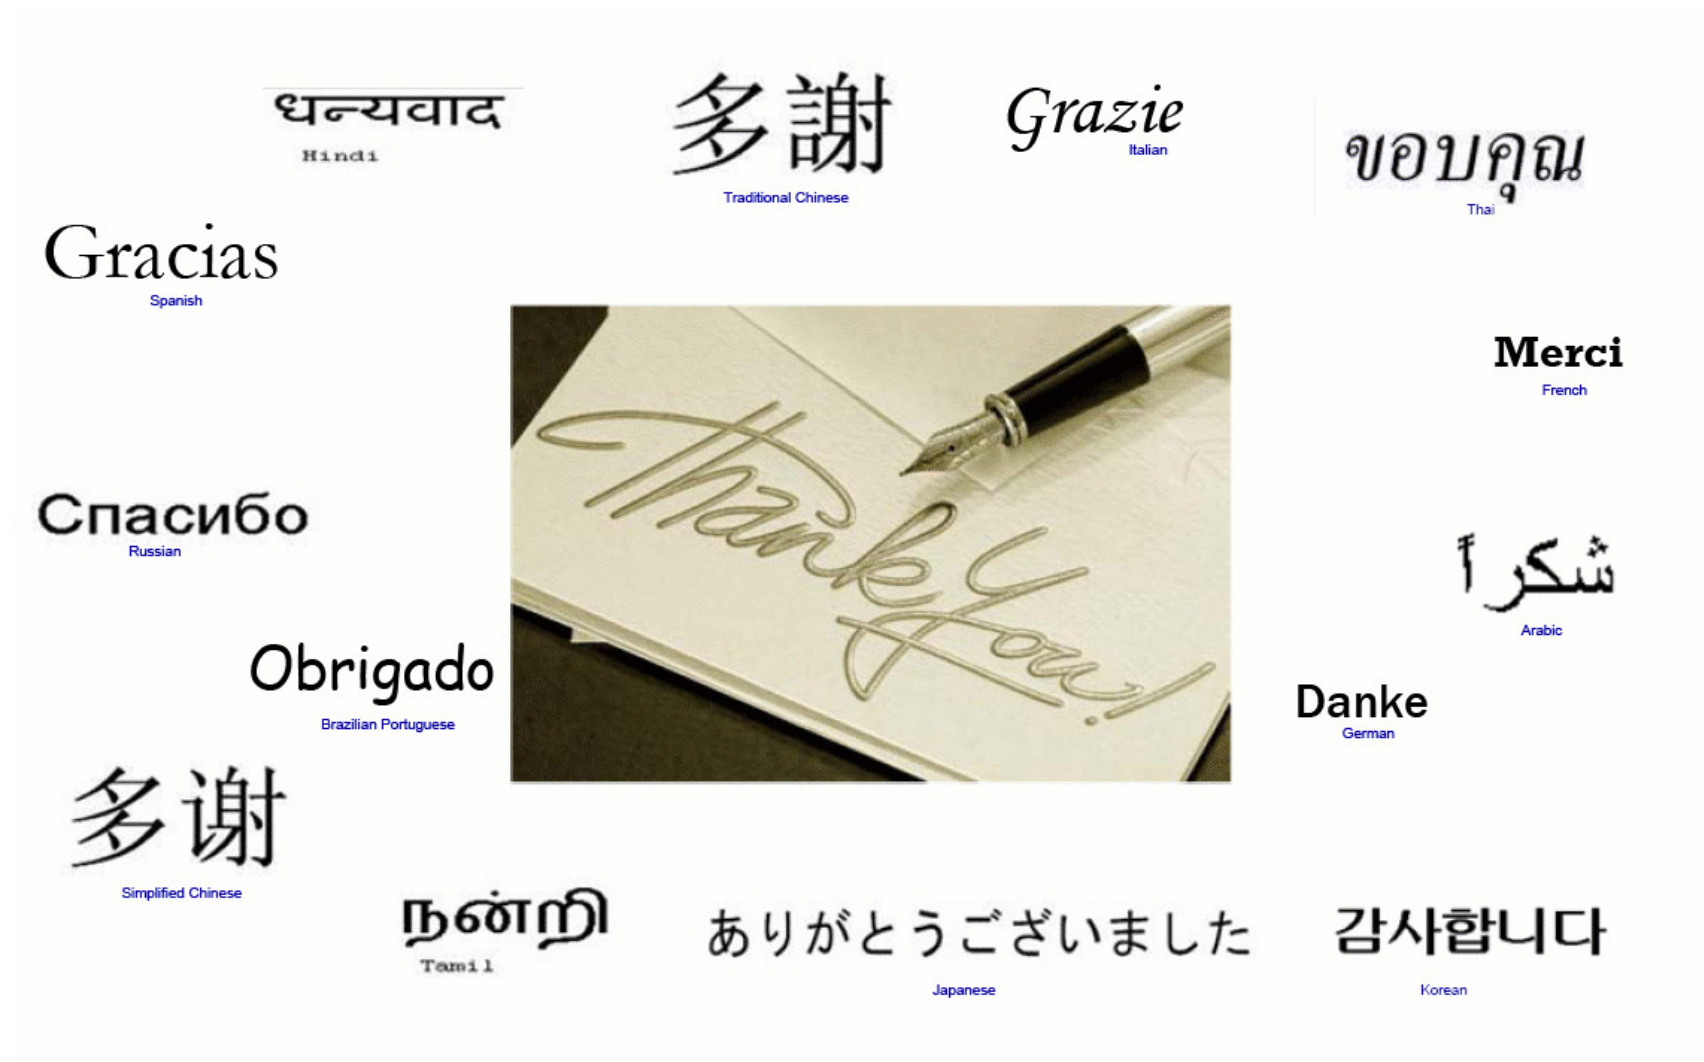 धन्यवाद
Hindi
多謝
Traditional Chinese
Grazie
Italian
ขอบคุณ
Thai
Gracias
Spanish
Merci
French
Thank You!
Спасибо
Russian
شكراً
Arabic
Obrigado
Brazilian Portuguese
Danke
German
多谢
Simplified Chinese
நன்றி
Tamil
ありがとうございました
Japanese
감사합니다
Korean